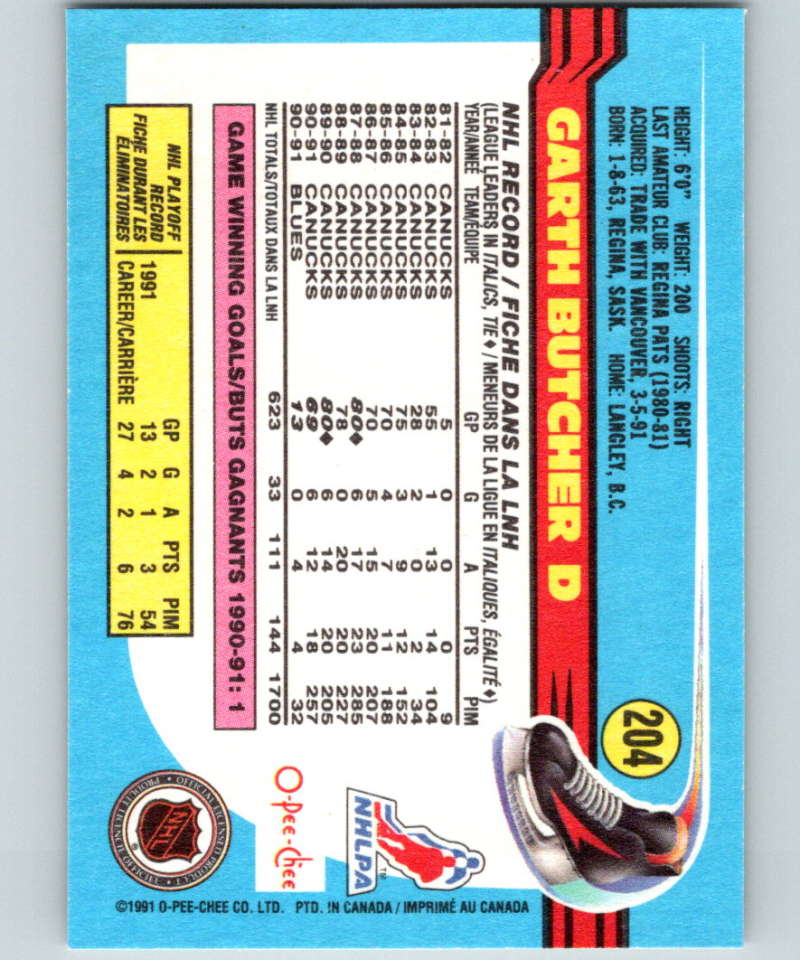 HEIGHT: 6'0" WEIGHT: 200 SHOOTS: RIGHT
LAST AMATEUR CLUB: REGINA PATS (1980-81)
ACQUIRED: TRADE WITH VANCOUVER, 3-5-91
BORN: 1-8-63, REGINA, SASK. HOME: LANGLEY, B.C.
204
GARTH BUTCHER D
NHL RECORD / FICHE DANS LA LNH
(LEAGUE LEADERS IN ITALICS, TIE ♦ / MENEURS DE LA LIGUE EN ITALIQUES, ÉGALITÉ ♦)
YEAR/ANNÉE TEAM/ÉQUIPE GP G A PTS PIM
81-82 CANUCKS 5 0 0 0 9
82-83 CANUCKS 55 1 13 14 104
83-84 CANUCKS 28 2 0 2 34
84-85 CANUCKS 75 3 9 12 152
85-86 CANUCKS 70 4 7 11 188
86-87 CANUCKS 70 5 15 20 207
87-88 CANUCKS 80♦ 6 17 23 285
88-89 CANUCKS 78 0 20 20 227
89-90 CANUCKS 80♦ 6 14 20 205
90-91 CANUCKS 69 6 12 18 257
90-91 BLUES 13 0 4 4 32
NHL TOTALS/TOTAUX DANS LA LNH 623 33 111 144 1700
GAME WINNING GOALS/BUTS GAGNANTS 1990-91: 1
NHL PLAYOFF RECORD
FICHE DURANT LES ÉLIMINATOIRES
GP G A PTS PIM
1991 13 2 1 3 54
CAREER/CARRIÈRE 27 4 2 6 76
NHLPA
TM
O-Pee-Chee
OFFICIAL LICENSED PRODUCT
NHL
®
PRODUIT LICENCIÉ OFFICIEL
©1991 O-PEE-CHEE CO. LTD. PTD. IN CANADA / IMPRIMÉ AU CANADA